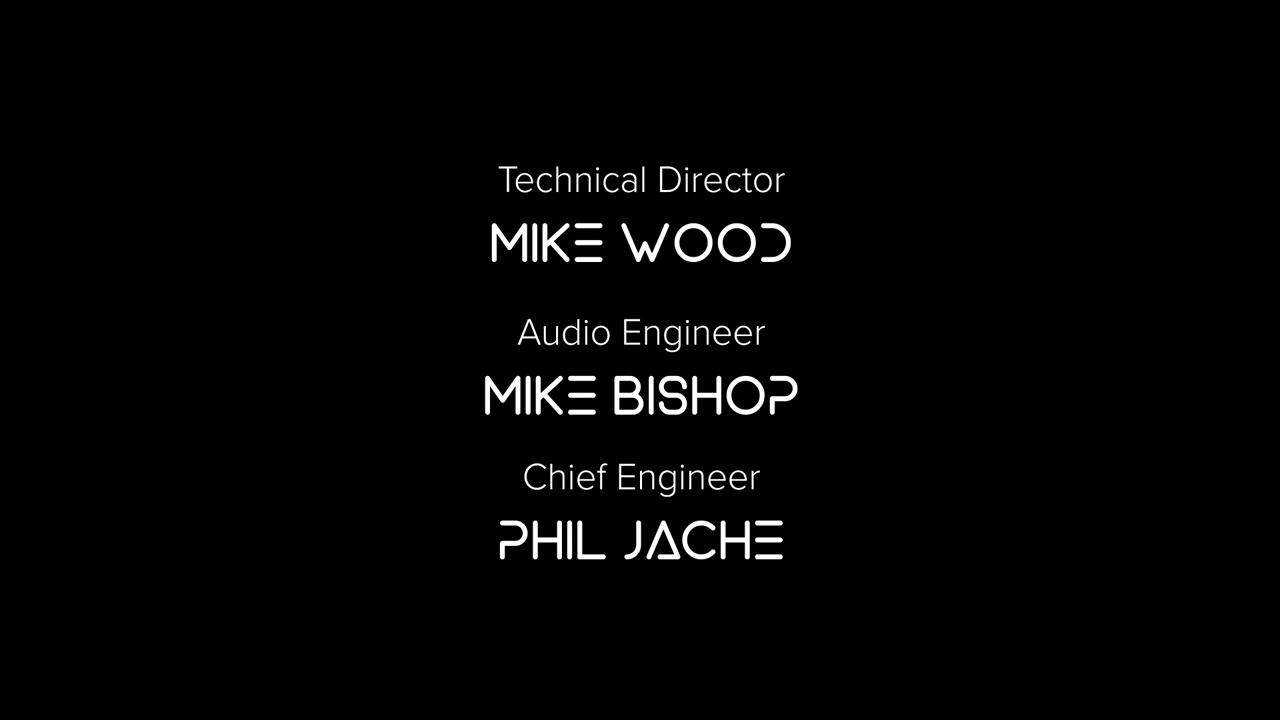 Technical Director
MIKE WOOD
Audio Engineer
MIKE BISHOP
Chief Engineer
PHIL JACHE